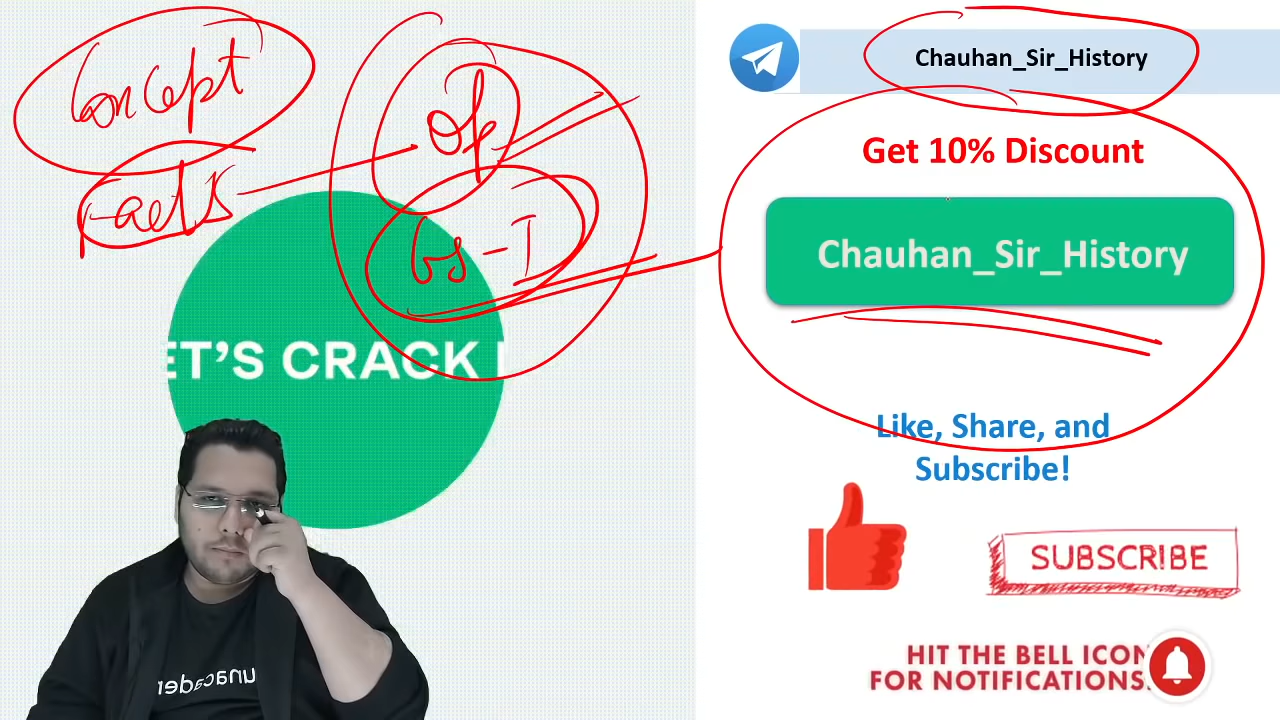 Concept
Facts
Op
GS-I
ET'S CRACK I
unacader
Chauhan_Sir_History
Get 10% Discount
Chauhan_Sir_History
Like, Share, and
Subscribe!
SUBSCRIBE
HIT THE BELL ICON
FOR NOTIFICATIONS!